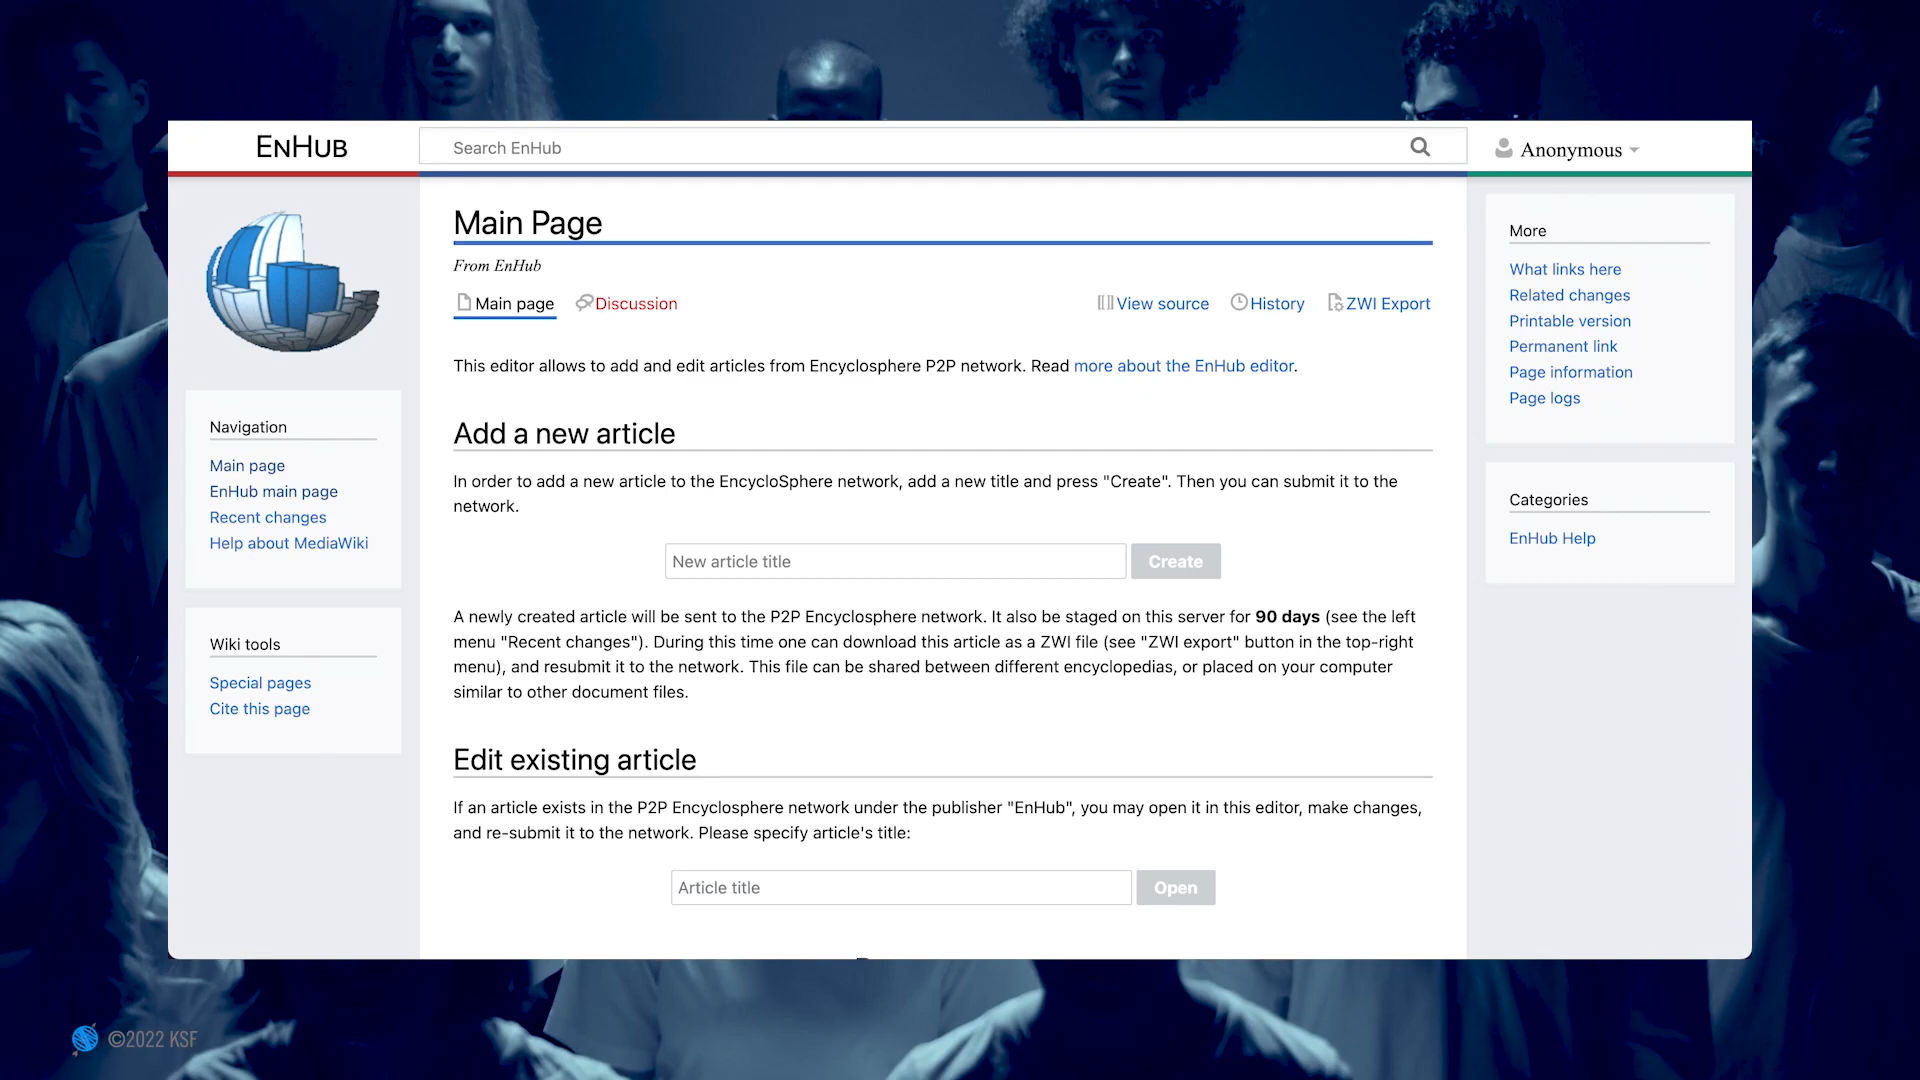 EnHub
Search EnHub
Anonymous
Main Page
From EnHub
Main page
Discussion
View source
History
ZWI Export
This editor allows to add and edit articles from Encyclosphere P2P network. Read more about the EnHub editor.
Add a new article
In order to add a new article to the EncycloSphere network, add a new title and press "Create". Then you can submit it to the
network.
New article title
Create
A newly created article will be sent to the P2P Encyclosphere network. It also be staged on this server for 90 days (see the left
menu "Recent changes"). During this time one can download this article as a ZWI file (see "ZWI export" button in the top-right
menu), and resubmit it to the network. This file can be shared between different encyclopedias, or placed on your computer
similar to other document files.
Edit existing article
If an article exists in the P2P Encyclosphere network under the publisher "EnHub", you may open it in this editor, make changes,
and re-submit it to the network. Please specify article's title:
Article title
Open
Navigation
Main page
EnHub main page
Recent changes
Help about MediaWiki
Wiki tools
Special pages
Cite this page
More
What links here
Related changes
Printable version
Permanent link
Page information
Page logs
Categories
EnHub Help
©2022 KSF